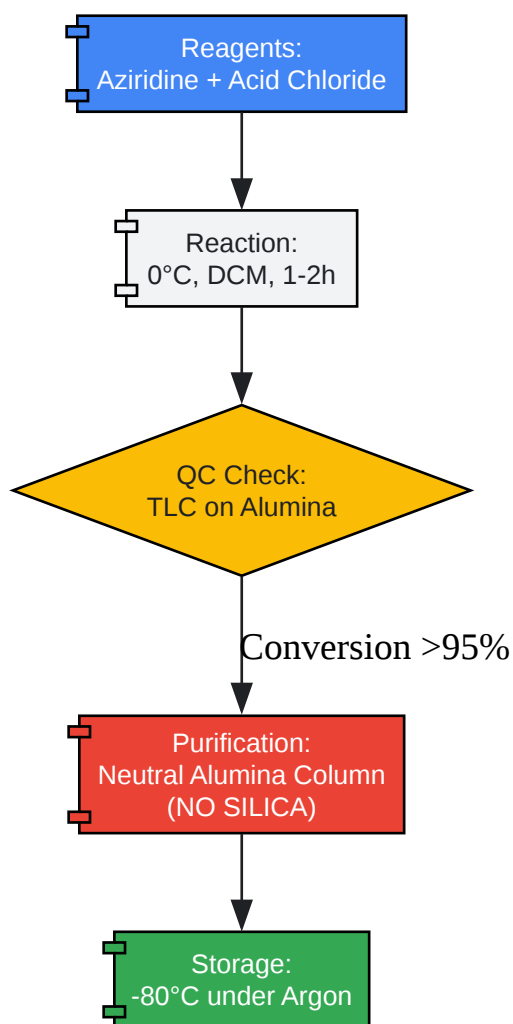 Reagents:
Aziridine + Acid Chloride
Reaction:
0°C, DCM, 1-2h
QC Check:
TLC on Alumina
Conversion >95%
Purification:
Neutral Alumina Column
(NO SILICA)
Storage:
-80°C under Argon